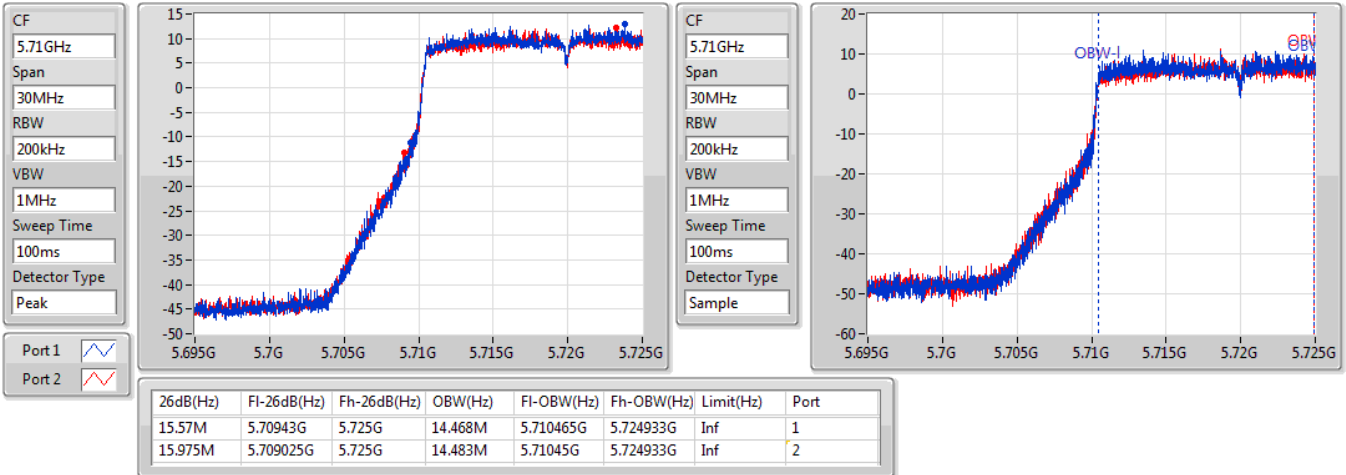 CF
5.71GHz
Span
30MHz
RBW
200kHz
VBW
1MHz
Sweep Time
100ms
Detector Type
Peak
15
10
5
0
-5
-10
-15
-20
-25
-30
-35
-40
-45
-50
5.695G 5.7G 5.705G 5.71G 5.715G 5.72G 5.725G
CF
5.71GHz
Span
30MHz
RBW
200kHz
VBW
1MHz
Sweep Time
100ms
Detector Type
Sample
20
10
0
-10
-20
-30
-40
-50
-60
OBW-l
OBV
OBV
5.695G 5.7G 5.705G 5.71G 5.715G 5.72G 5.725G
Port 1
Port 2
26dB(Hz) Fl-26dB(Hz) Fh-26dB(Hz) OBW(Hz) Fl-OBW(Hz) Fh-OBW(Hz) Limit(Hz) Port
15.57M 5.70943G 5.725G 14.468M 5.710465G 5.724933G Inf 1
15.975M 5.709025G 5.725G 14.483M 5.71045G 5.724933G Inf 2